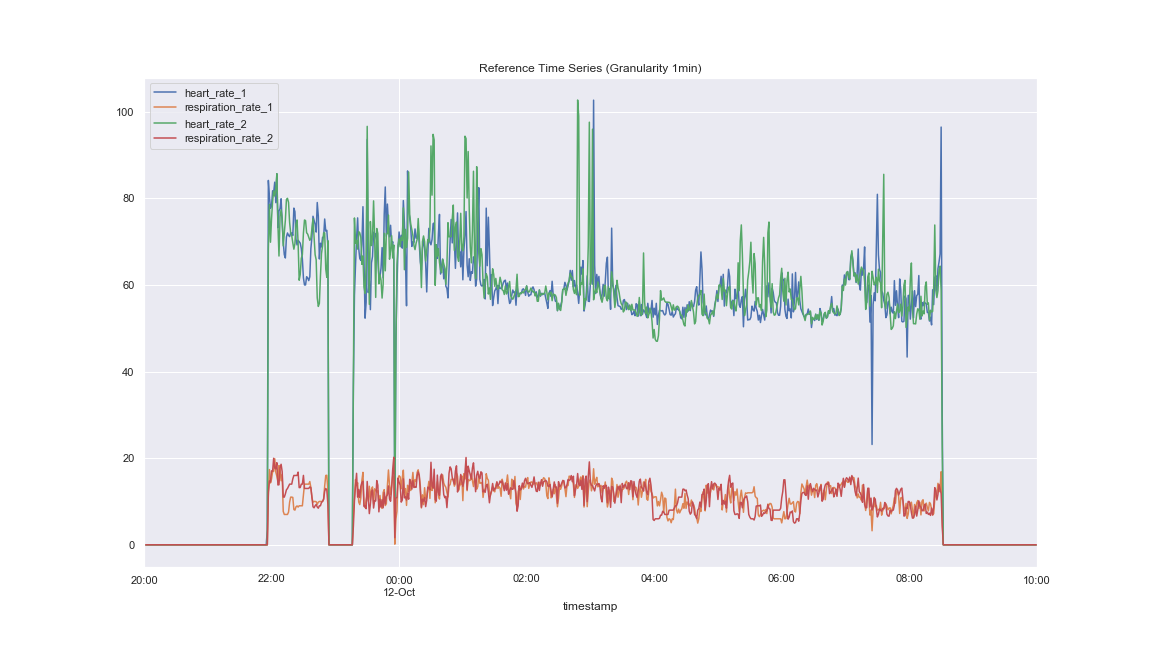 Reference Time Series (Granularity 1min)
heart_rate_1
respiration_rate_1
heart_rate_2
respiration_rate_2
100
80
60
40
20
0
20:00
22:00
00:00
12-Oct
02:00
04:00
06:00
08:00
10:00
timestamp